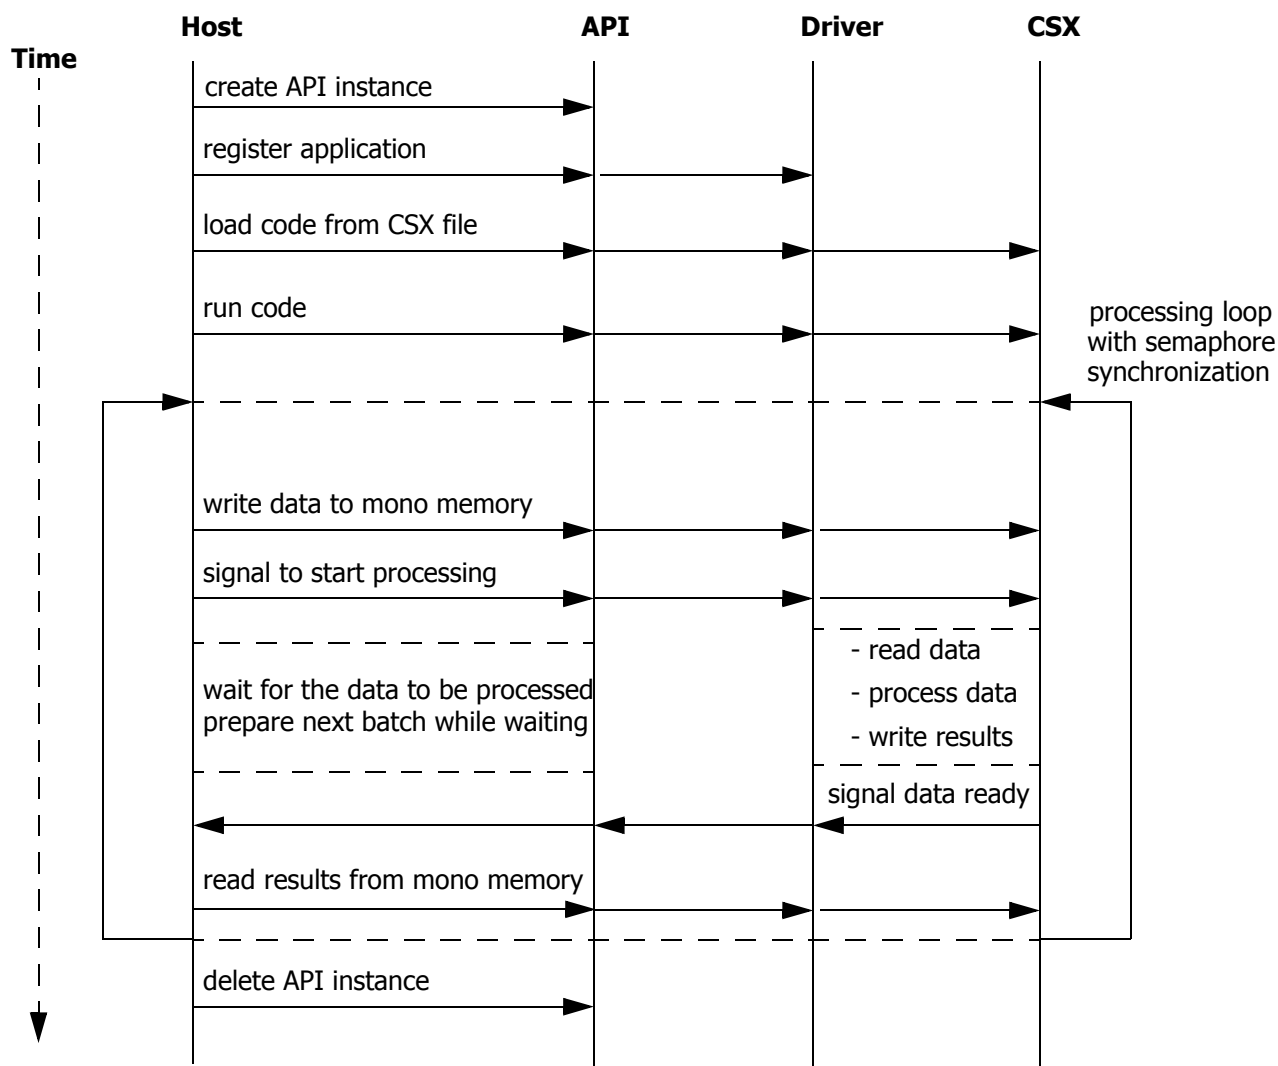 Host API Driver CSX
Time
create API instance
register application
load code from CSX file
run code
processing loop
with semaphore
synchronization
write data to mono memory
signal to start processing
- read data
wait for the data to be processed
- process data
prepare next batch while waiting
- write results
signal data ready
read results from mono memory
delete API instance